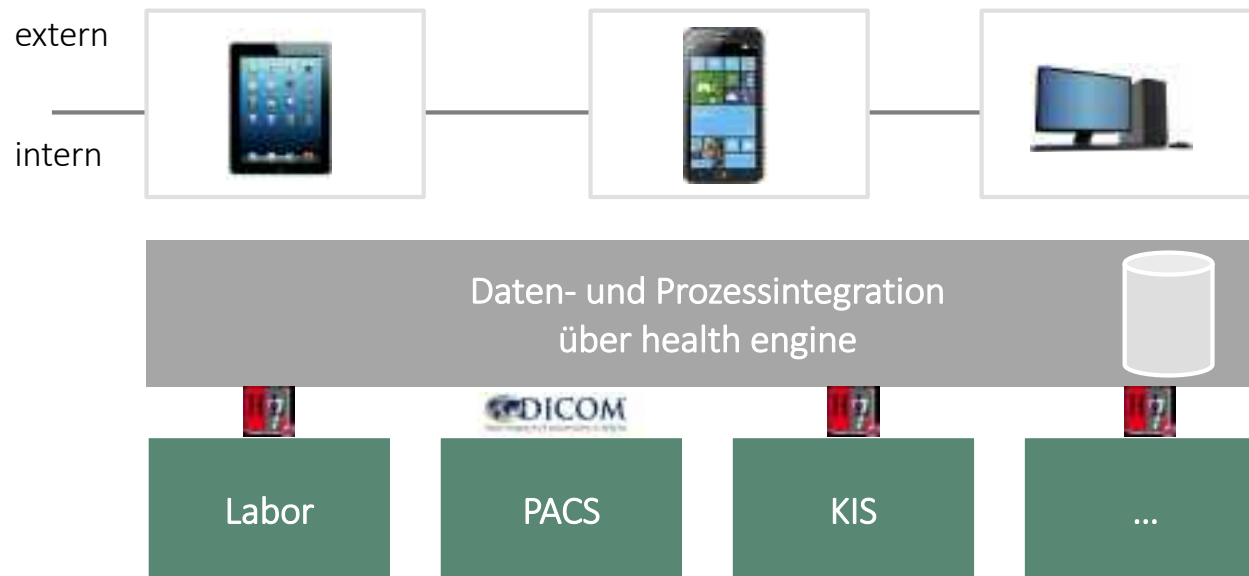 extern
intern
Daten- und Prozessintegration
über health engine
DICOM
Labor
PACS
KIS
...